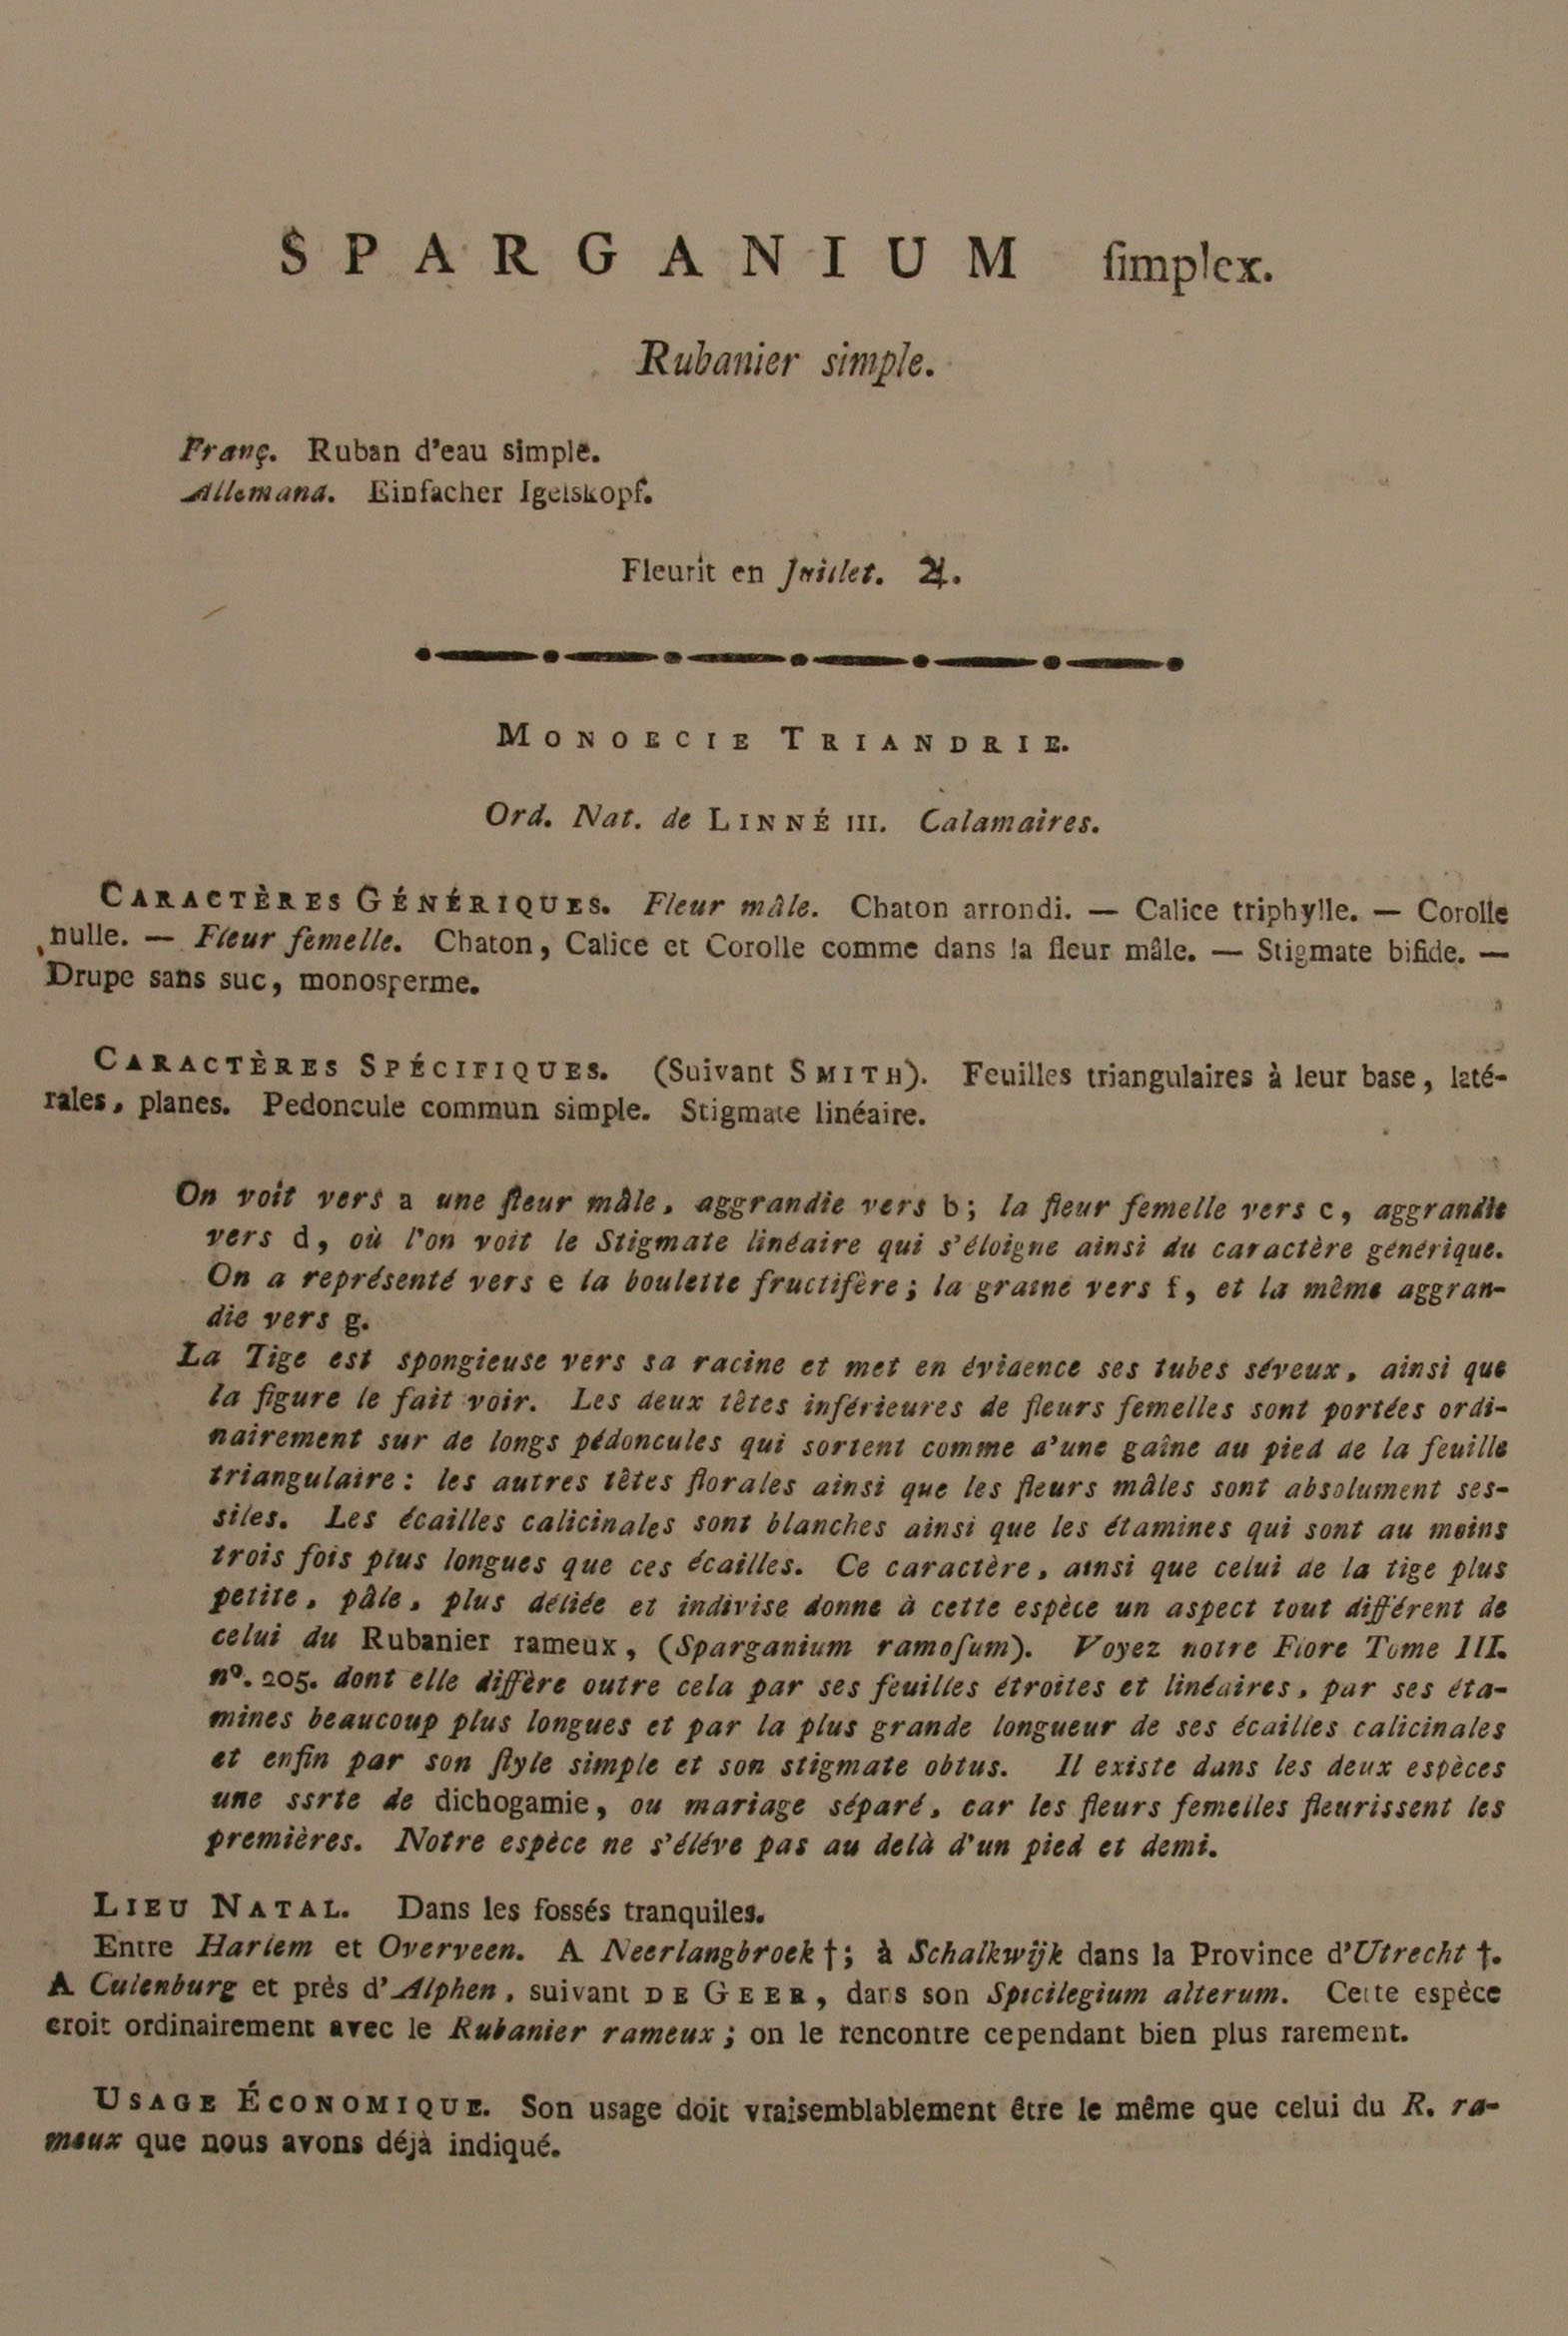 SPARGANIUM ſimplex.
Rubanier simple.
Franç. Ruban d'eau simple.
Allemand. Einfacher Igelskopf.
Fleurit en Juillet. ♃.
MONOECIE TRIANDRIE.
Ord. Nat. de LINNÉ III. Calamaires.
CARACTÈRES GÉNÉRIQUES. Fleur mâle. Chaton arrondi. — Calice triphylle. — Corolle
nulle. — Fleur femelle. Chaton, Calice et Corolle comme dans la fleur mâle. — Stigmate bifide. —
Drupe sans suc, monosperme.
CARACTÈRES SPÉCIFIQUES. (Suivant SMITH). Feuilles triangulaires à leur base, laté-
rales, planes. Pedoncule commun simple. Stigmate linéaire.
On voit vers a une fleur mâle, aggrandie vers b; la fleur femelle vers c, aggrandie
vers d, où l'on voit le Stigmate linéaire qui s'éloigne ainsi du caractère générique.
On a représenté vers e la boulette fructifère; la graine vers f, et la même aggran-
die vers g.
La Tige est spongieuse vers sa racine et met en évidence ses tubes séveux, ainsi que
la figure le fait voir. Les deux têtes inférieures de fleurs femelles sont portées ordi-
nairement sur de longs pédoncules qui sortent comme d'une gaîne au pied de la feuille
triangulaire: les autres têtes florales ainsi que les fleurs mâles sont absolument ses-
siles. Les écailles calicinales sont blanches ainsi que les étamines qui sont au moins
trois fois plus longues que ces écailles. Ce caractère, ainsi que celui de la tige plus
petite, pâle, plus déliée et indivise donne à cette espèce un aspect tout différent de
celui du Rubanier rameux, (Sparganium ramoſum). Voyez notre Flore Tome III.
nº. 205. dont elle diffère outre cela par ses feuilles étroites et linéaires, par ses éta-
mines beaucoup plus longues et par la plus grande longueur de ses écailles calicinales
et enfin par son ſtyle simple et son stigmate obtus. Il existe dans les deux espèces
une ssrte de dichogamie, ou mariage séparé, car les fleurs femelles fleurissent les
premières. Notre espèce ne s'éléve pas au delà d'un pied et demi.
LIEU NATAL. Dans les fossés tranquiles.
Entre Harlem et Overveen. A Neerlangbroek †; à Schalkwijk dans la Province d'Utrecht †.
A Culenburg et près d'Alphen, suivant DE GEER, dans son Spicilegium alterum. Cette espèce
croit ordinairement avec le Rubanier rameux; on le rencontre cependant bien plus rarement.
USAGE ÉCONOMIQUE. Son usage doit vraisemblablement être le même que celui du R. ra-
meux que nous avons déjà indiqué.